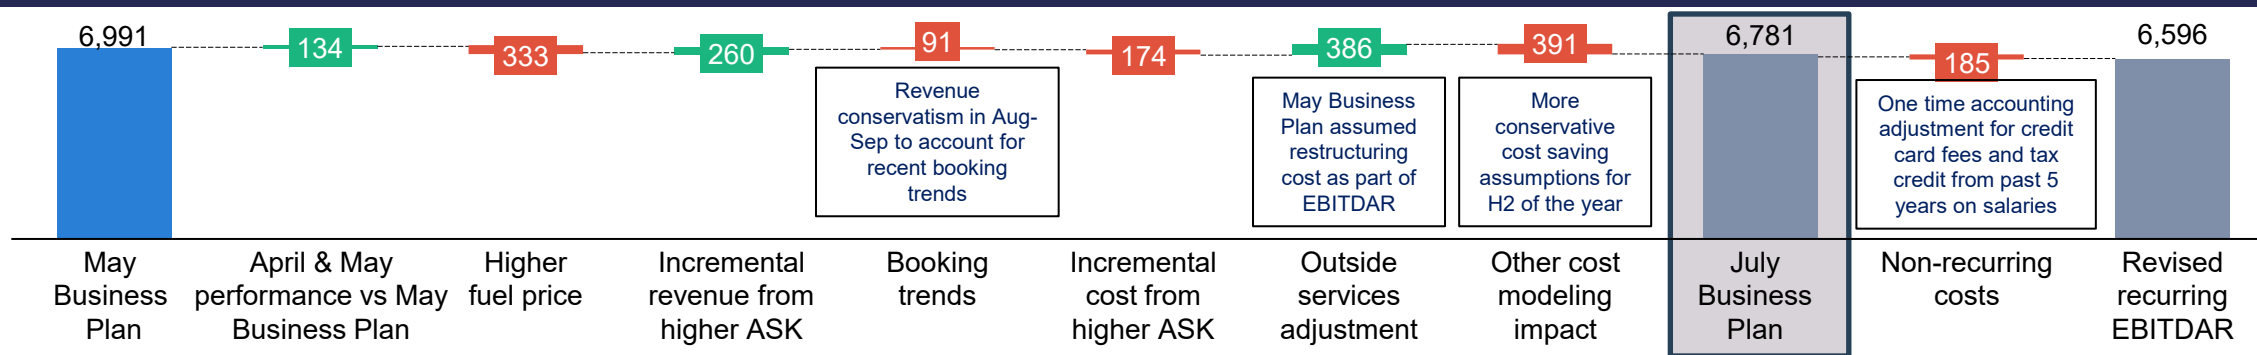 6,991
134
333
260
91
174
386
391
6,781
185
6,596
Revenue
conservatism in Aug-
Sep to account for
recent booking
trends
May Business
Plan assumed
restructuring
cost as part of
EBITDAR
More
conservative
cost saving
assumptions for
H2 of the year
One time accounting
adjustment for credit
card fees and tax
credit from past 5
years on salaries
May
Business
Plan
April & May
performance vs May
Business Plan
Higher
fuel price
Incremental
revenue from
higher ASK
Booking
trends
Incremental
cost from
higher ASK
Outside
services
adjustment
Other cost
modeling
impact
July
Business
Plan
Non-recurring
costs
Revised
recurring
EBITDAR